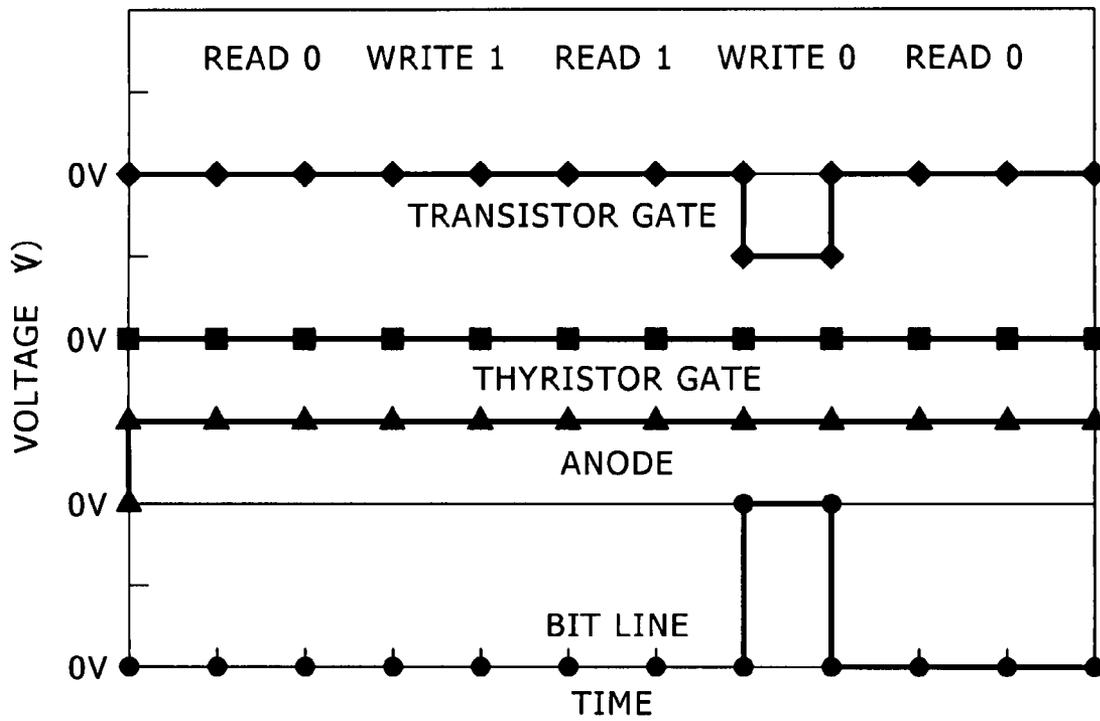 READ 0 WRITE 1 READ 1 WRITE 0 READ 0
0V
TRANSISTOR GATE
0V
THYRISTOR GATE
ANODE
0V
BIT LINE
0V
TIME
VOLTAGE V)